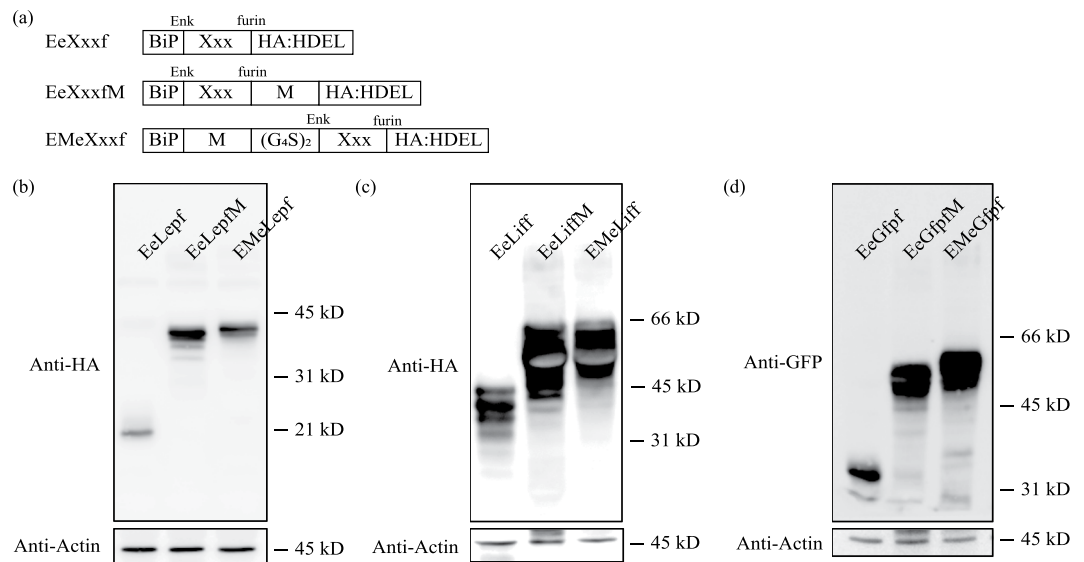 (a)
Enk furin
EeXxxf BiP Xxx HA:HDEL
Enk furin
EeXxxfM BiP Xxx M HA:HDEL
Enk furin
EMeXxxf BiP M (G₄S)₂ Xxx HA:HDEL
(b)
EeLepf
EeLepfM
EMeLepf
45 kD
Anti-HA
31 kD
21 kD
Anti-Actin
45 kD
(c)
EeLiff
EeLiffM
EMeLiff
66 kD
Anti-HA
45 kD
31 kD
45 kD
(d)
EeGfpf
EeGfpfM
EMeGfpf
66 kD
Anti-GFP
45 kD
31 kD
Anti-Actin
45 kD
Anti-Actin